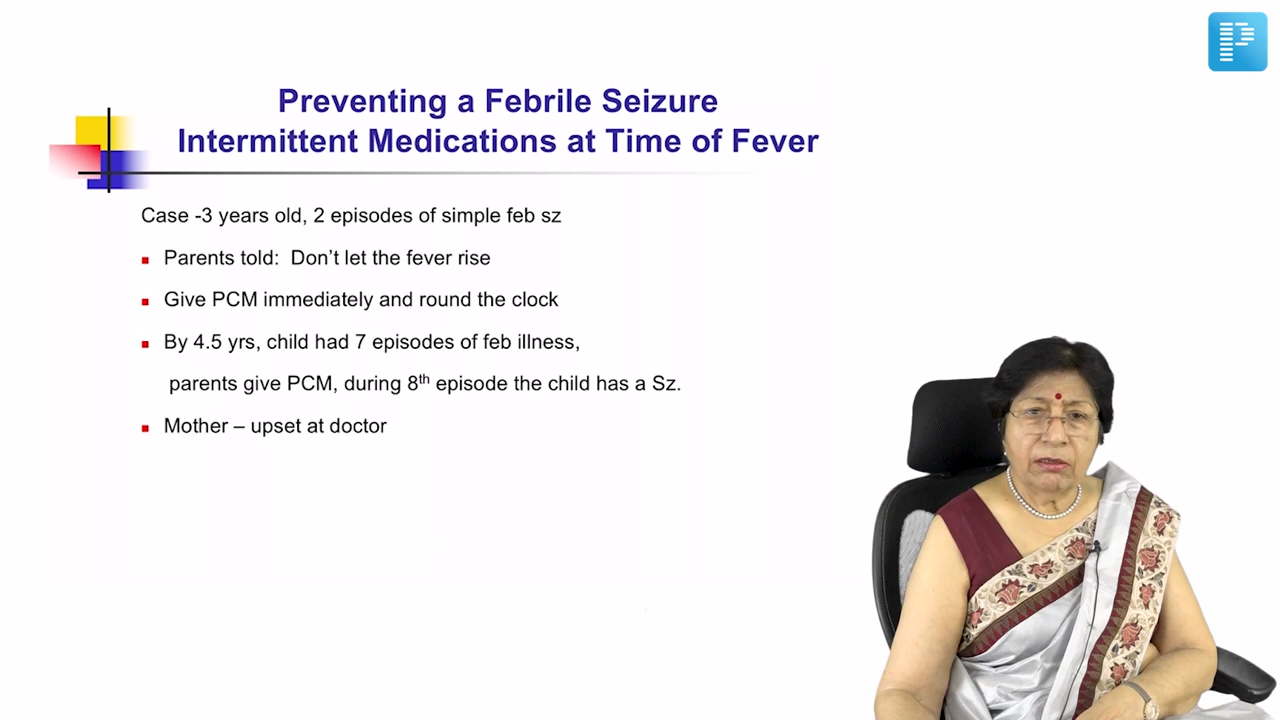 Preventing a Febrile Seizure
Intermittent Medications at Time of Fever
Case -3 years old, 2 episodes of simple feb sz
Parents told: Don’t let the fever rise
Give PCM immediately and round the clock
By 4.5 yrs, child had 7 episodes of feb illness,
parents give PCM, during 8th episode the child has a Sz.
Mother – upset at doctor